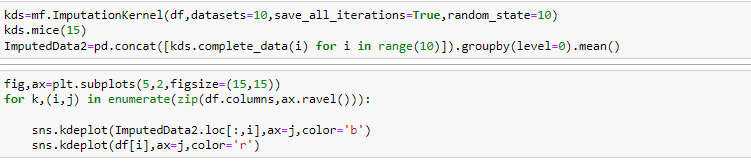 kds=mf.ImputationKernel(df,datasets=10,save_all_iterations=True,random_state=10)
kds.mice(15)
ImputedData2=pd.concat([kds.complete_data(i) for i in range(10)]).groupby(level=0).mean()
fig,ax=plt.subplots(5,2,figsize=(15,15))
for k,(i,j) in enumerate(zip(df.columns,ax.ravel())):
    sns.kdeplot(ImputedData2.loc[:,i],ax=j,color='b')
    sns.kdeplot(df[i],ax=j,color='r')